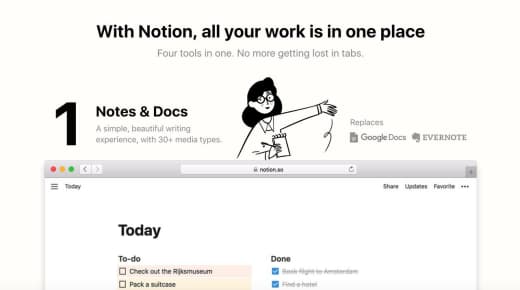 With Notion, all your work is in one place
Four tools in one. No more getting lost in tabs.
1
Notes & Docs
A simple, beautiful writing
experience, with 30+ media types.
Replaces
Google Docs EVERNOTE
notion.so
Today Share Updates Favorite •••
Today
To-do Done
Check out the Rijksmuseum Book flight to Amsterdam
Pack a suitcase Find a hotel